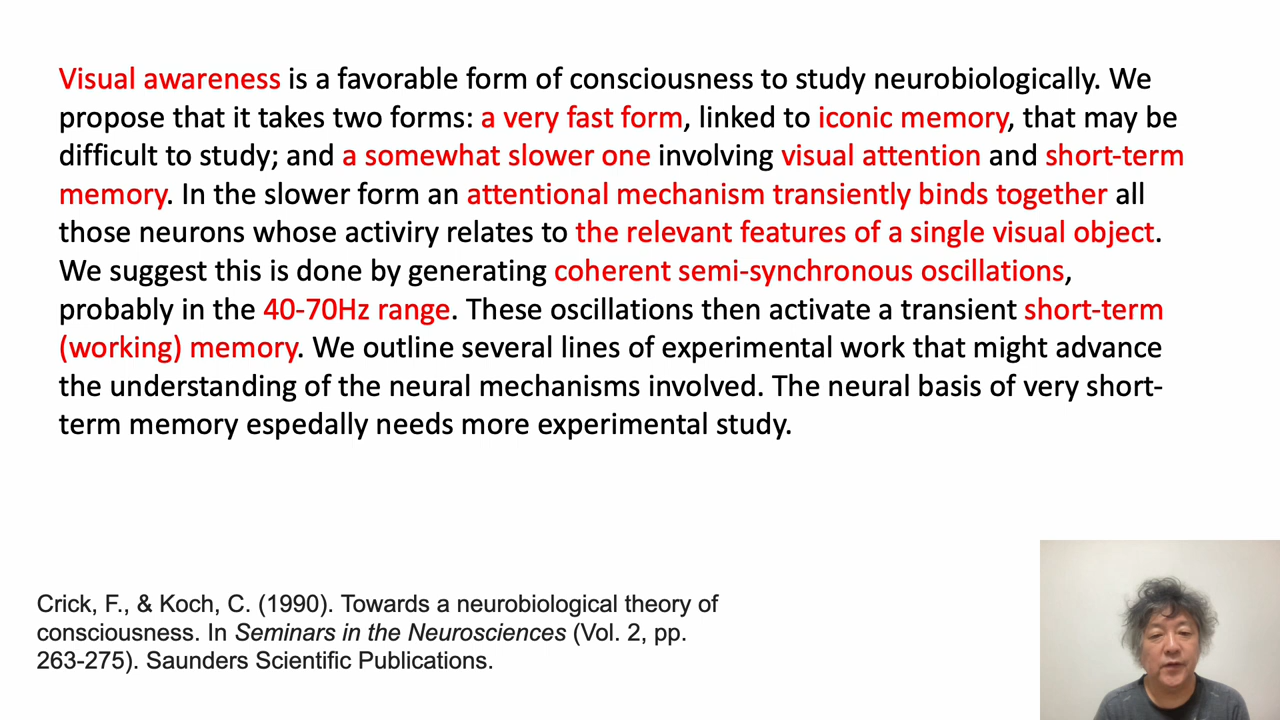 Visual awareness is a favorable form of consciousness to study neurobiologically. We
propose that it takes two forms: a very fast form, linked to iconic memory, that may be
difficult to study; and a somewhat slower one involving visual attention and short-term
memory. In the slower form an attentional mechanism transiently binds together all
those neurons whose activiry relates to the relevant features of a single visual object.
We suggest this is done by generating coherent semi-synchronous oscillations,
probably in the 40-70Hz range. These oscillations then activate a transient short-term
(working) memory. We outline several lines of experimental work that might advance
the understanding of the neural mechanisms involved. The neural basis of very short-
term memory espedally needs more experimental study.
Crick, F., & Koch, C. (1990). Towards a neurobiological theory of
consciousness. In Seminars in the Neurosciences (Vol. 2, pp.
263-275). Saunders Scientific Publications.